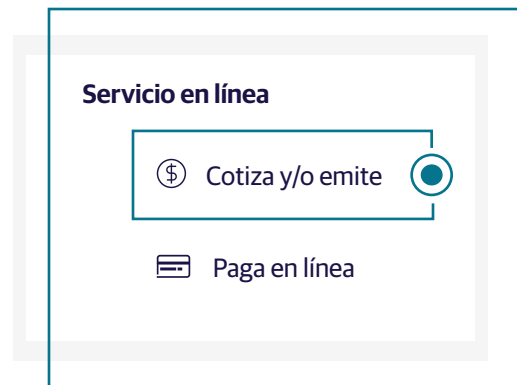 Servicio en línea
Cotiza y/o emite
Paga en línea